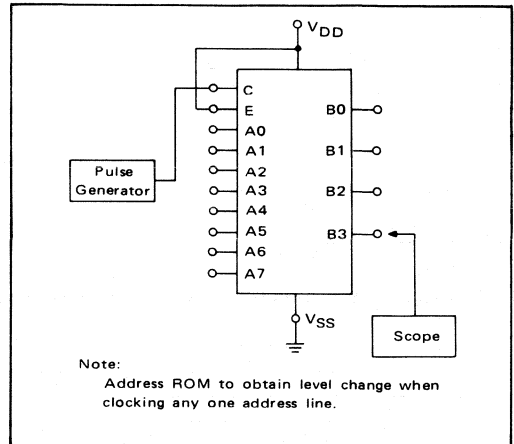 VDD
C
E
A0
A1
A2
A3
A4
A5
A6
A7
B0
B1
B2
B3
Pulse
Generator
VSS
Scope
Note:
Address ROM to obtain level change when
clocking any one address line.